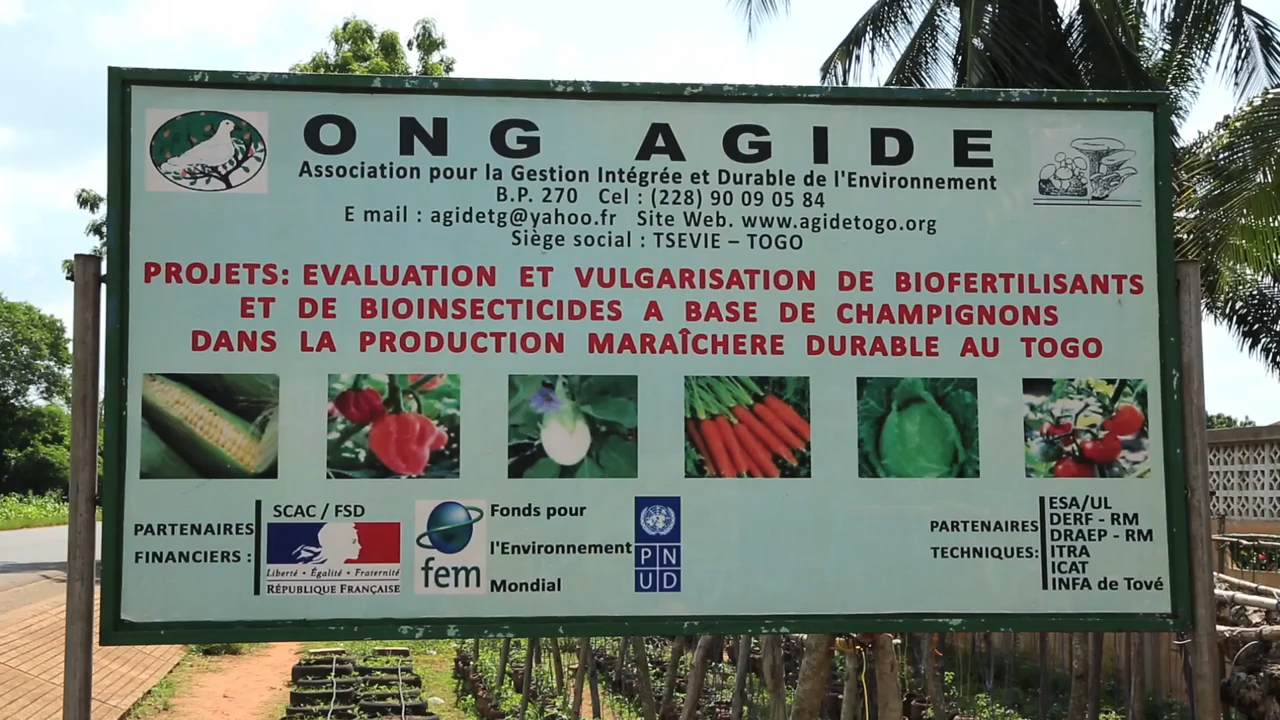 ONG AGIDE
Association pour la Gestion Intégrée et Durable de l'Environnement
B.P. 270 Cel : (228) 90 09 05 84
E mail : agidetg@yahoo.fr Site Web. www.agidetogo.org
Siège social : TSEVIE – TOGO
PROJETS: EVALUATION ET VULGARISATION DE BIOFERTILISANTS
ET DE BIOINSECTICIDES A BASE DE CHAMPIGNONS
DANS LA PRODUCTION MARAÎCHERE DURABLE AU TOGO
PARTENAIRES
FINANCIERS :
SCAC / FSD
Liberté • Égalité • Fraternité
RÉPUBLIQUE FRANÇAISE
fem
Fonds pour
l'Environnement
Mondial
PN
UD
PARTENAIRES
TECHNIQUES:
ESA/UL
DERF - RM
DRAEP - RM
ITRA
ICAT
INFA de Tové